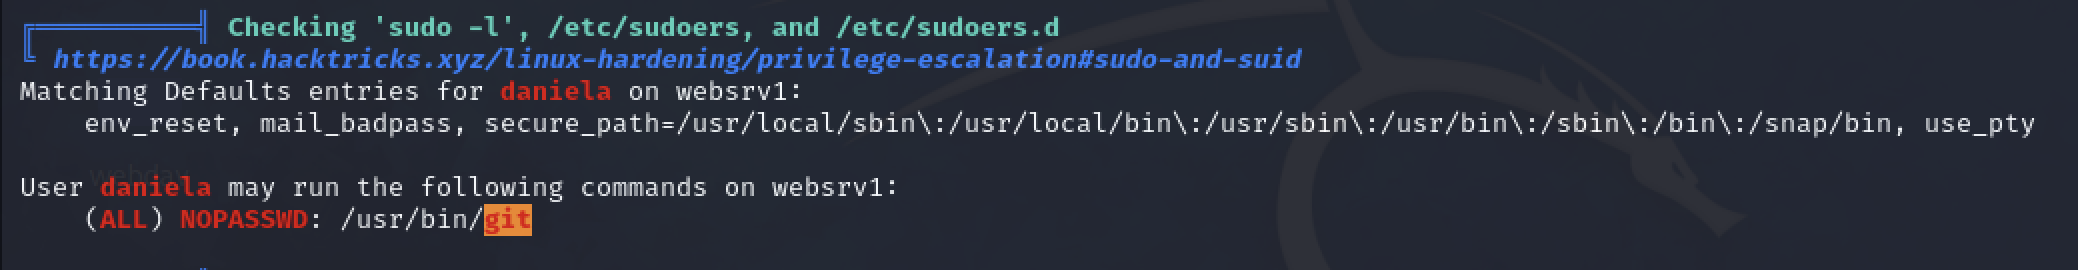 ╔══════════╣ Checking 'sudo -l', /etc/sudoers, and /etc/sudoers.d
╚ https://book.hacktricks.xyz/linux-hardening/privilege-escalation#sudo-and-suid
Matching Defaults entries for daniela on websrv1:
    env_reset, mail_badpass, secure_path=/usr/local/sbin\:/usr/local/bin\:/usr/sbin\:/usr/bin\:/sbin\:/bin\:/snap/bin, use_pty
webdav
User daniela may run the following commands on websrv1:
    (ALL) NOPASSWD: /usr/bin/git